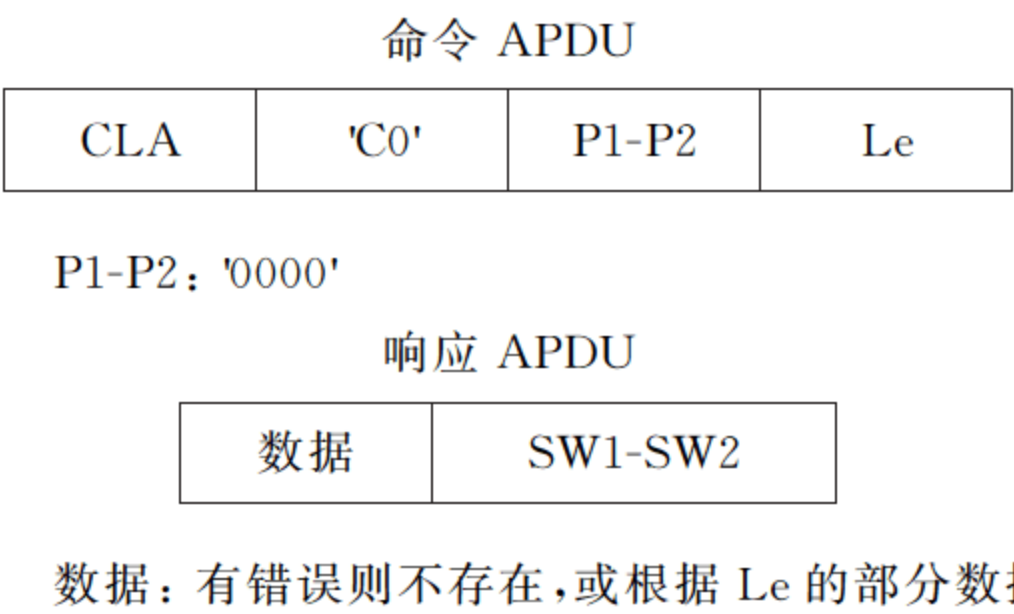 命令 APDU
CLA 'C0' P1-P2 Le
P1-P2：'0000'
响应 APDU
数据 SW1-SW2
数据：有错误则不存在，或根据 Le 的部分数